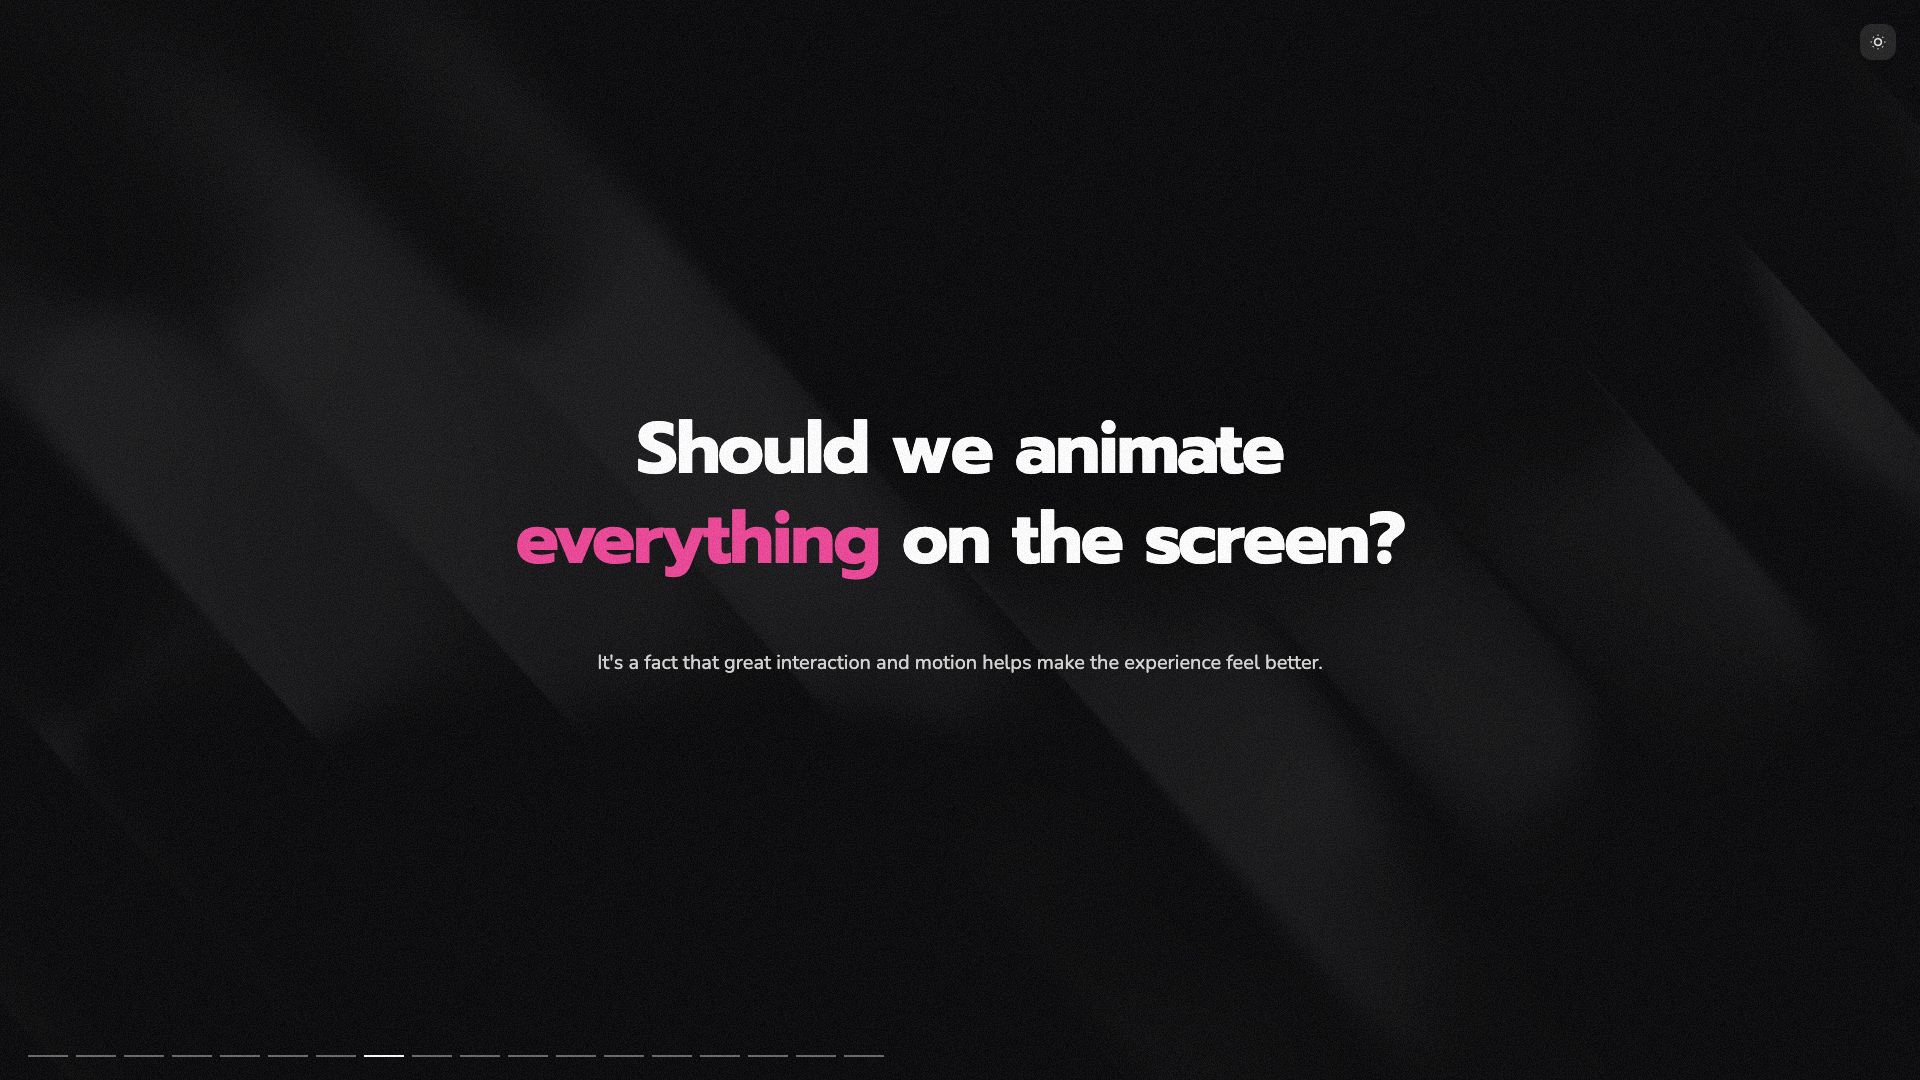 Should we animate
everything on the screen?
It's a fact that great interaction and motion helps make the experience feel better.